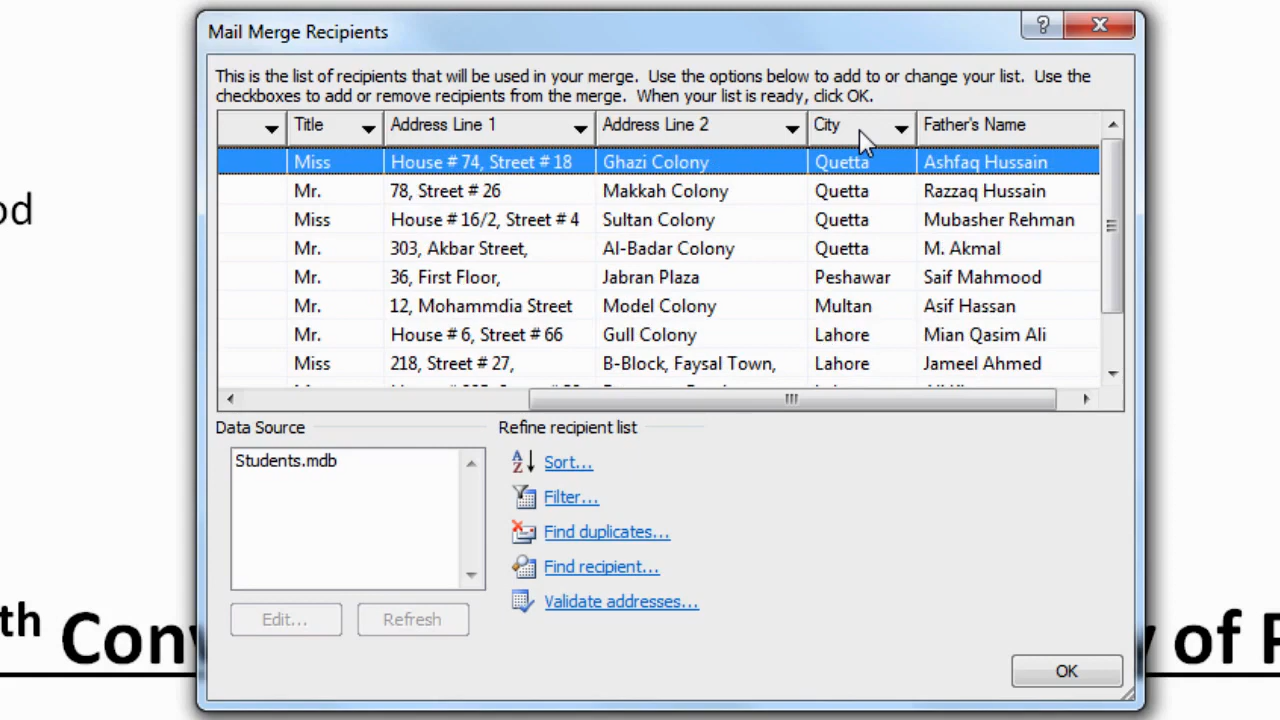 Mail Merge Recipients
This is the list of recipients that will be used in your merge. Use the options below to add to or change your list. Use the
checkboxes to add or remove recipients from the merge. When your list is ready, click OK.
Title Address Line 1 Address Line 2 City Father's Name
Miss House # 74, Street # 18 Ghazi Colony Quetta Ashfaq Hussain
Mr. 78, Street # 26 Makkah Colony Quetta Razzaq Hussain
Miss House # 16/2, Street # 4 Sultan Colony Quetta Mubasher Rehman
Mr. 303, Akbar Street, Al-Badar Colony Quetta M. Akmal
Mr. 36, First Floor, Jabran Plaza Peshawar Saif Mahmood
Mr. 12, Mohammdia Street Model Colony Multan Asif Hassan
Mr. House # 6, Street # 66 Gull Colony Lahore Mian Qasim Ali
Miss 218, Street # 27, B-Block, Faysal Town, Lahore Jameel Ahmed
od
Data Source Refine recipient list
Students.mdb
Sort...
Filter...
Find duplicates...
Find recipient...
Validate addresses...
Edit... Refresh
th Conv y of P
OK